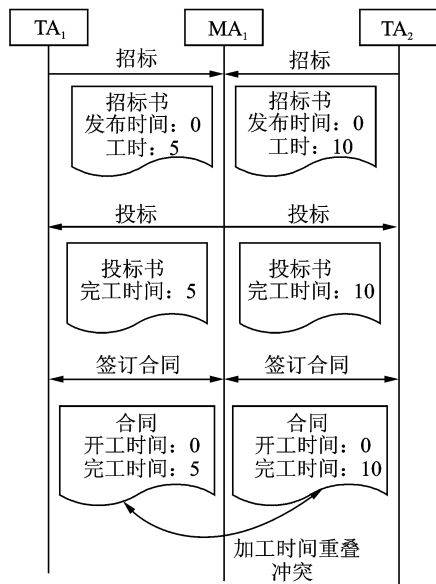 TA₁
MA₁
TA₂
招标
招标
招标书
发布时间：0
工时：5
招标书
发布时间：0
工时：10
投标
投标
投标书
完工时间：5
投标书
完工时间：10
签订合同
签订合同
合同
开工时间：0
完工时间：5
合同
开工时间：0
完工时间：10
加工时间重叠
冲突